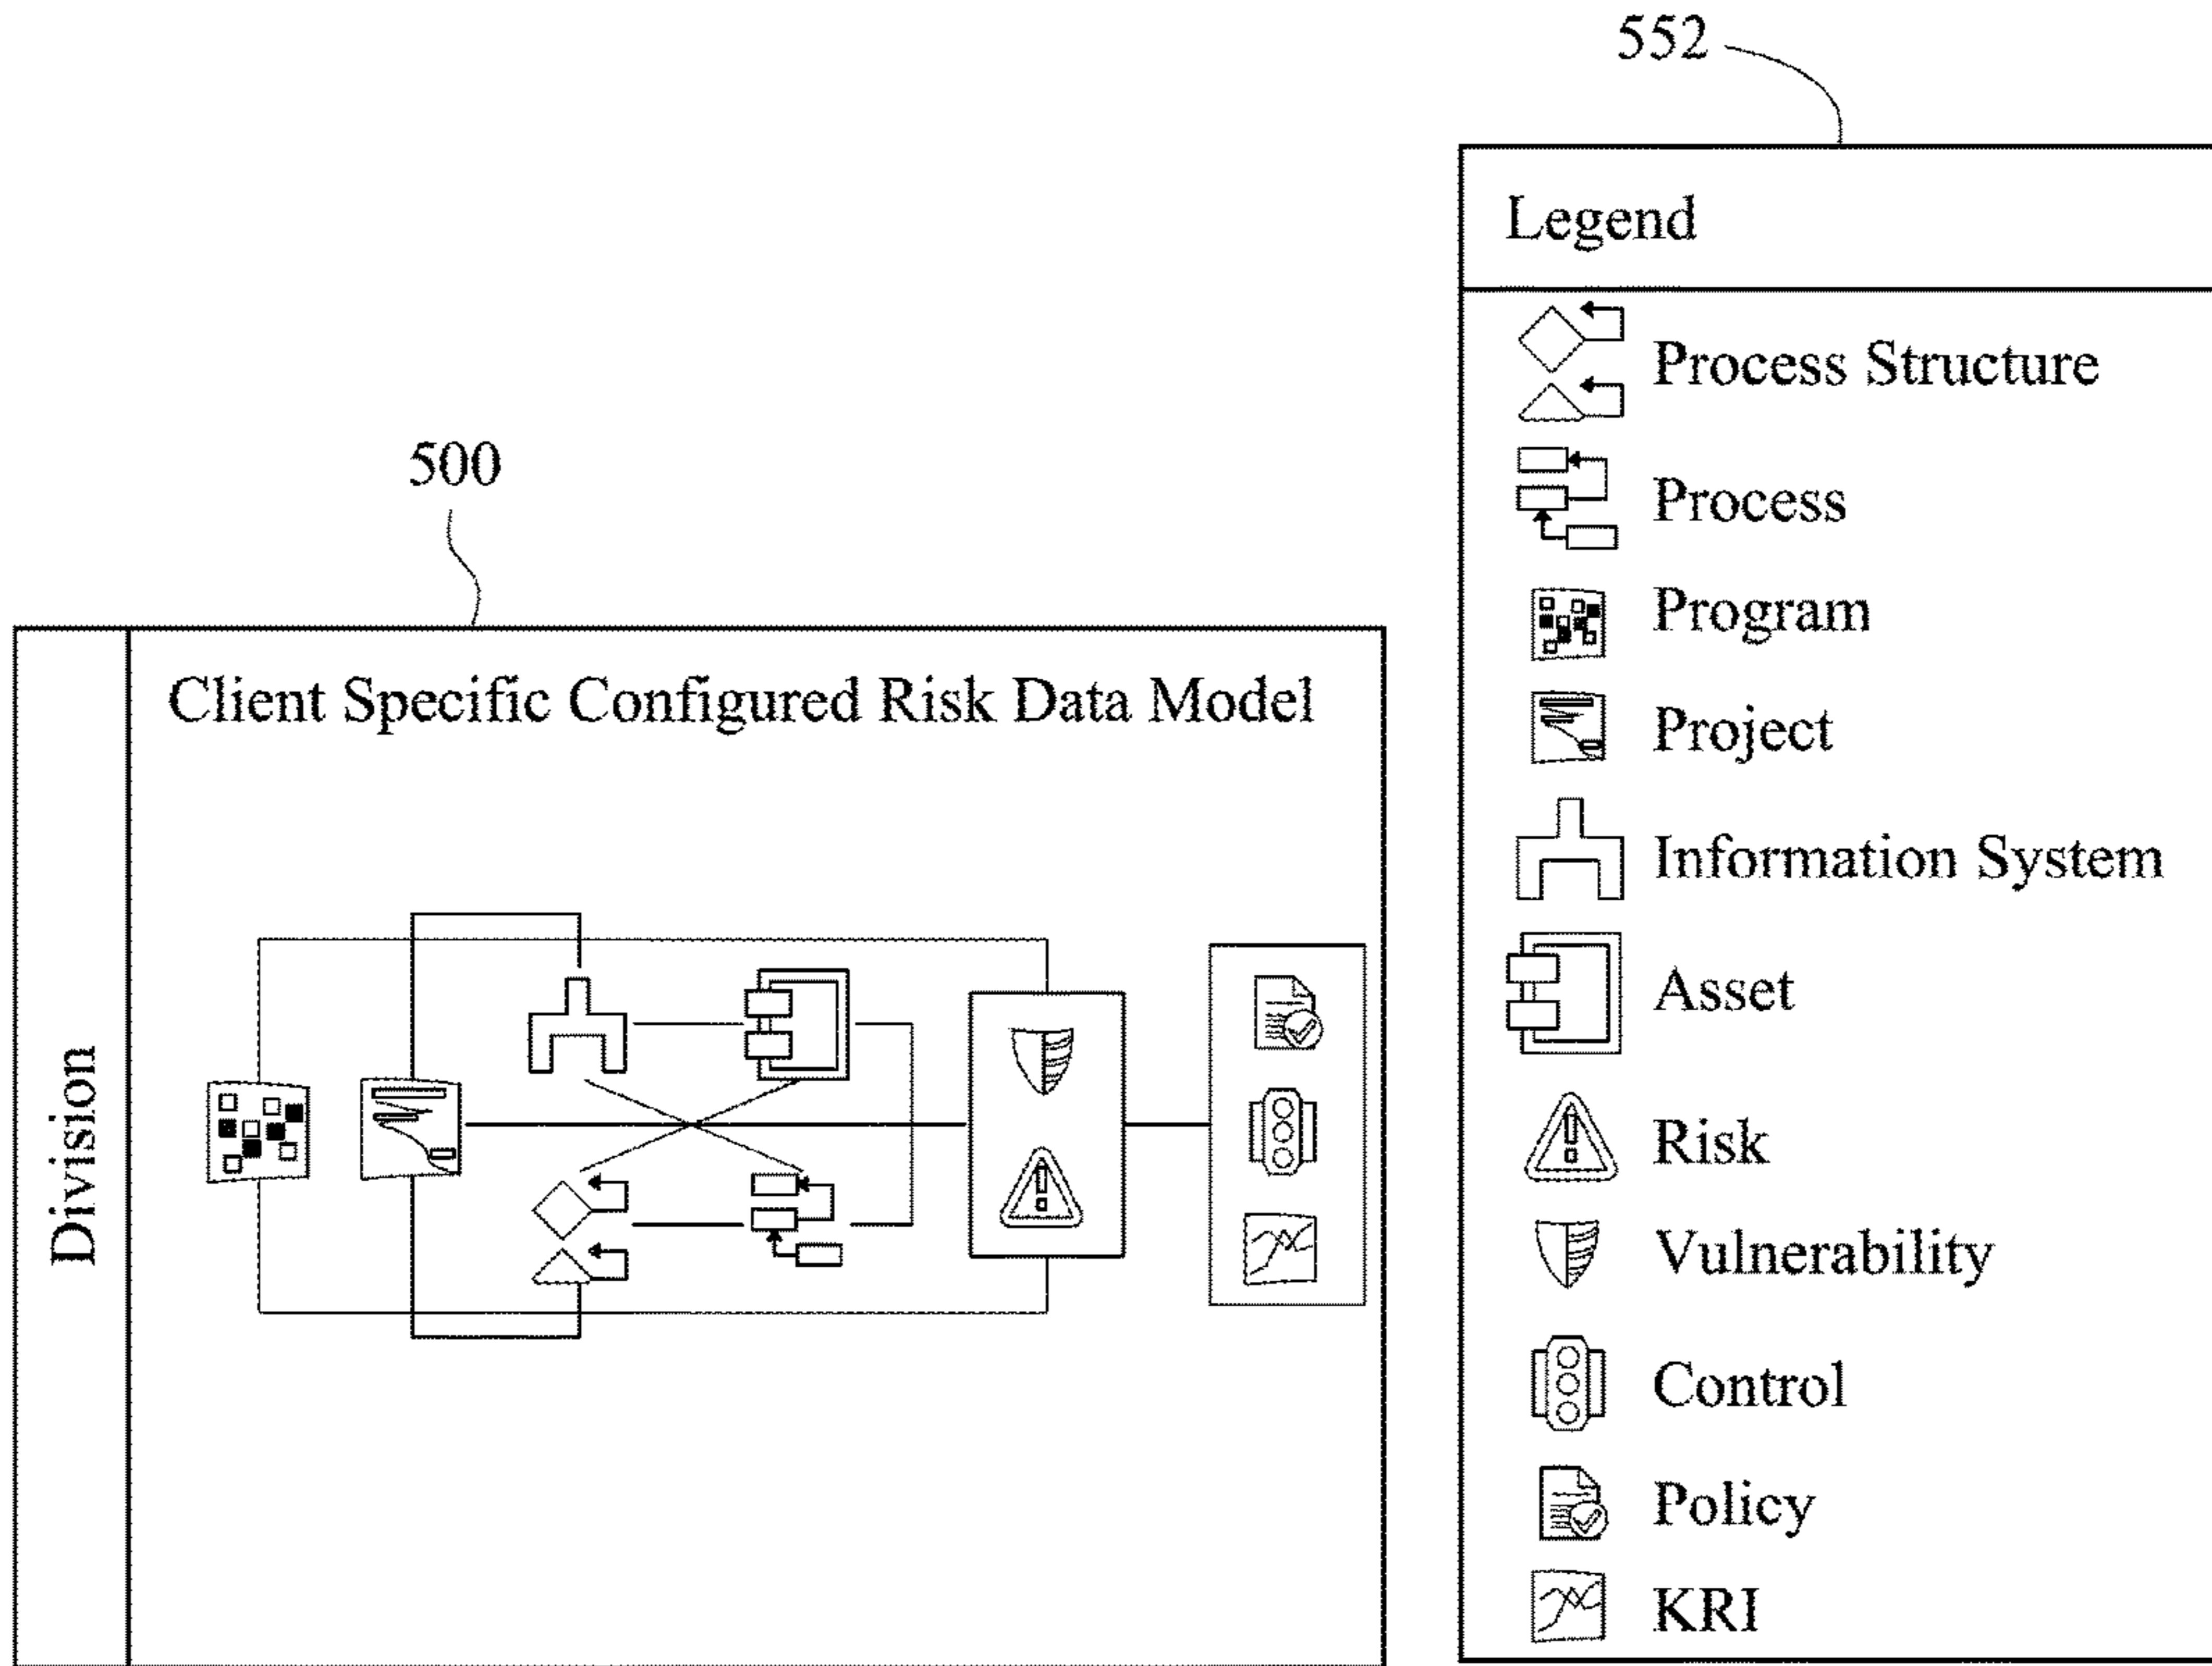 552
Legend
Process Structure
Process
Program
Project
Information System
Asset
Risk
Vulnerability
Control
Policy
KRI
500
Client Specific Configured Risk Data Model
Division